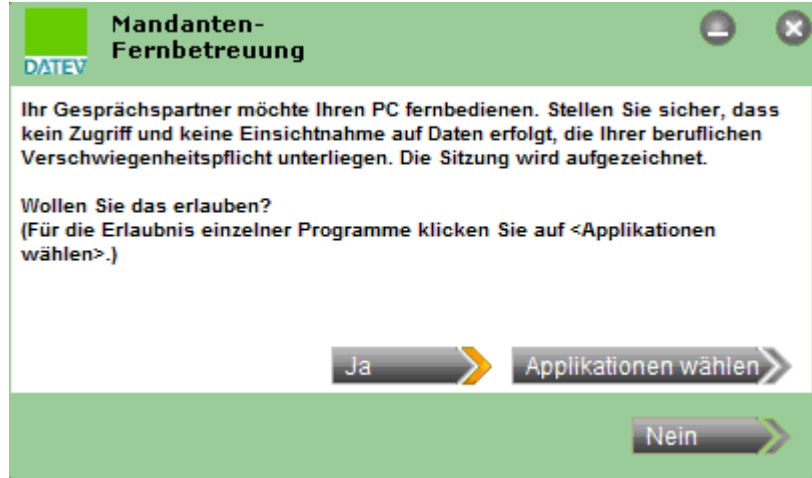 Mandanten-
Fernbetreuung
DATEV
Ihr Gesprächspartner möchte Ihren PC fernbedienen. Stellen Sie sicher, dass
kein Zugriff und keine Einsichtnahme auf Daten erfolgt, die Ihrer beruflichen
Verschwiegenheitspflicht unterliegen. Die Sitzung wird aufgezeichnet.
Wollen Sie das erlauben?
(Für die Erlaubnis einzelner Programme klicken Sie auf <Applikationen
wählen>.)
Ja
Applikationen wählen
Nein